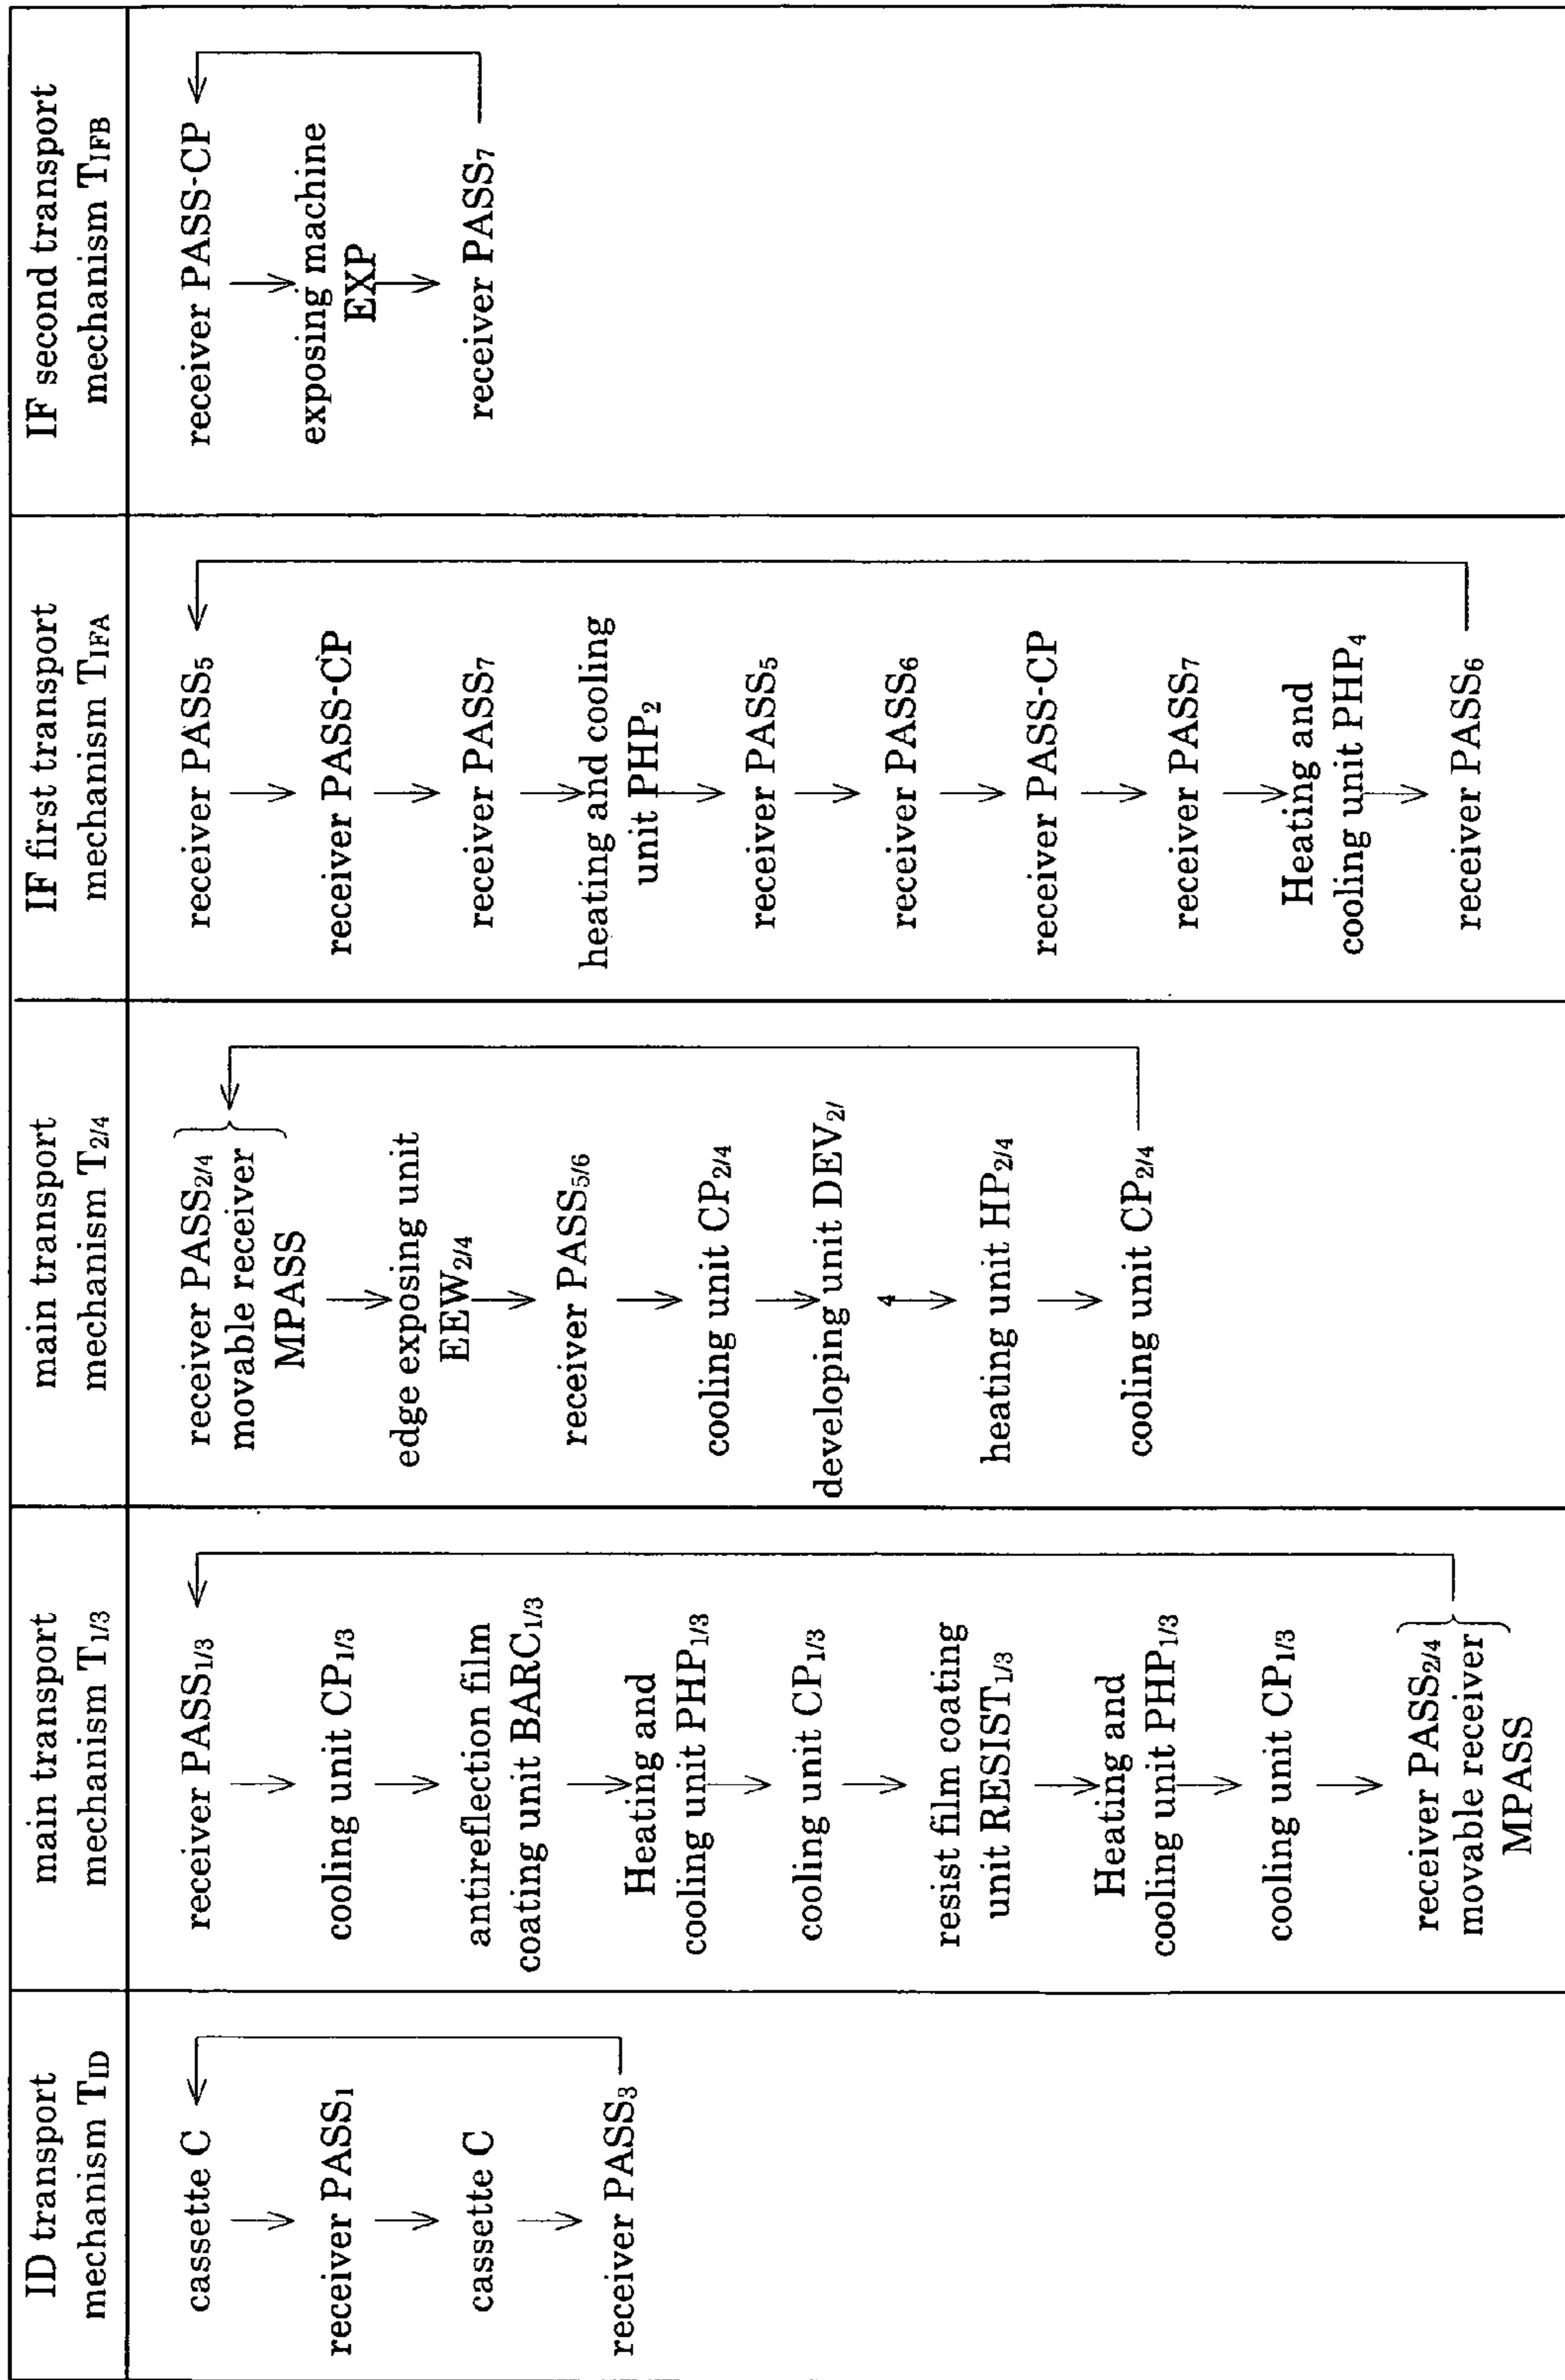 ID transport
mechanism TID
cassette C
receiver PASS1
cassette C
receiver PASS3
main transport
mechanism T1/3
receiver PASS1/3
cooling unit CP1/3
antireflection film
coating unit BARC1/3
Heating and
cooling unit PHP1/3
cooling unit CP1/3
resist film coating
unit RESIST1/3
Heating and
cooling unit PHP1/3
cooling unit CP1/3
receiver PASS2/4
movable receiver
MPASS
main transport
mechanism T2/4
receiver PASS2/4
movable receiver
MPASS
edge exposing unit
EEW2/4
receiver PASS5/6
cooling unit CP2/4
developing unit DEV2/
4
heating unit HP2/4
cooling unit CP2/4
IF first transport
mechanism TIFA
receiver PASS5
receiver PASS-CP
receiver PASS7
heating and cooling
unit PHP2
receiver PASS5
receiver PASS6
receiver PASS-CP
receiver PASS7
Heating and
cooling unit PHP4
receiver PASS6
IF second transport
mechanism TIFB
receiver PASS-CP
exposing machine
EXP
receiver PASS7